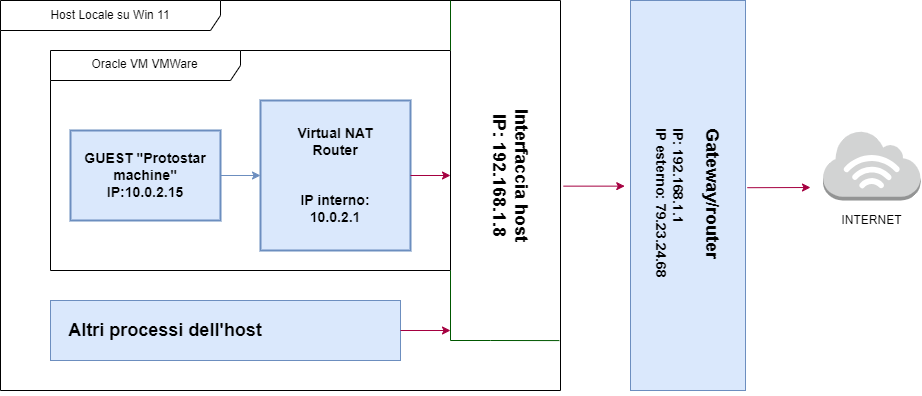 Host Locale su Win 11
Oracle VM VMWare
GUEST "Protostar
machine"
IP:10.0.2.15
Virtual NAT
Router
IP interno:
10.0.2.1
Altri processi dell'host
Interfaccia host
IP: 192.168.1.8
Gateway/router
IP: 192.168.1.1
IP esterno: 79.23.24.68
INTERNET